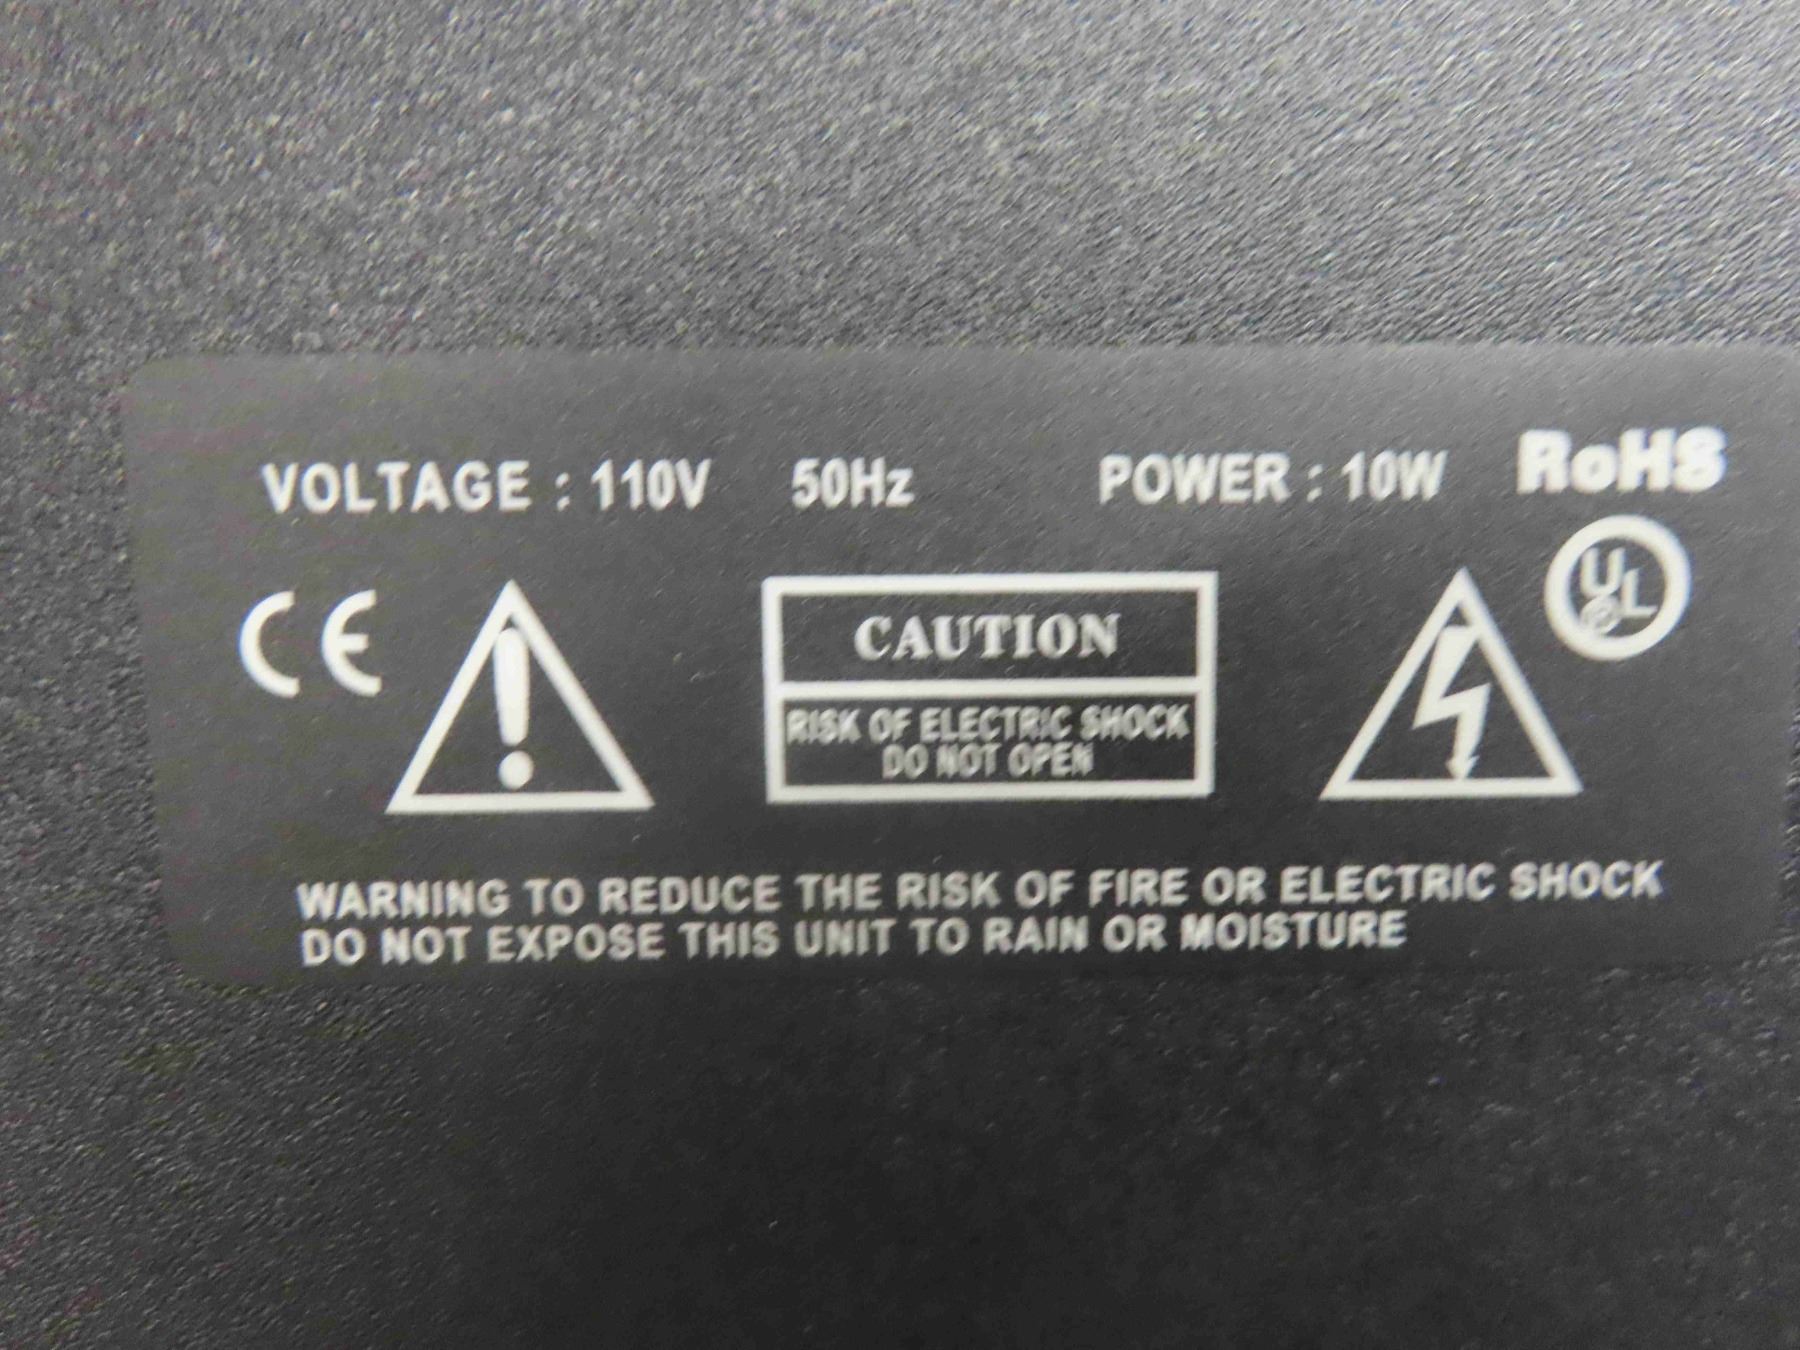 VOLTAGE : 110V 50Hz POWER : 10W RoHS
CE
UL
CAUTION
RISK OF ELECTRIC SHOCK
DO NOT OPEN
WARNING TO REDUCE THE RISK OF FIRE OR ELECTRIC SHOCK
DO NOT EXPOSE THIS UNIT TO RAIN OR MOISTURE